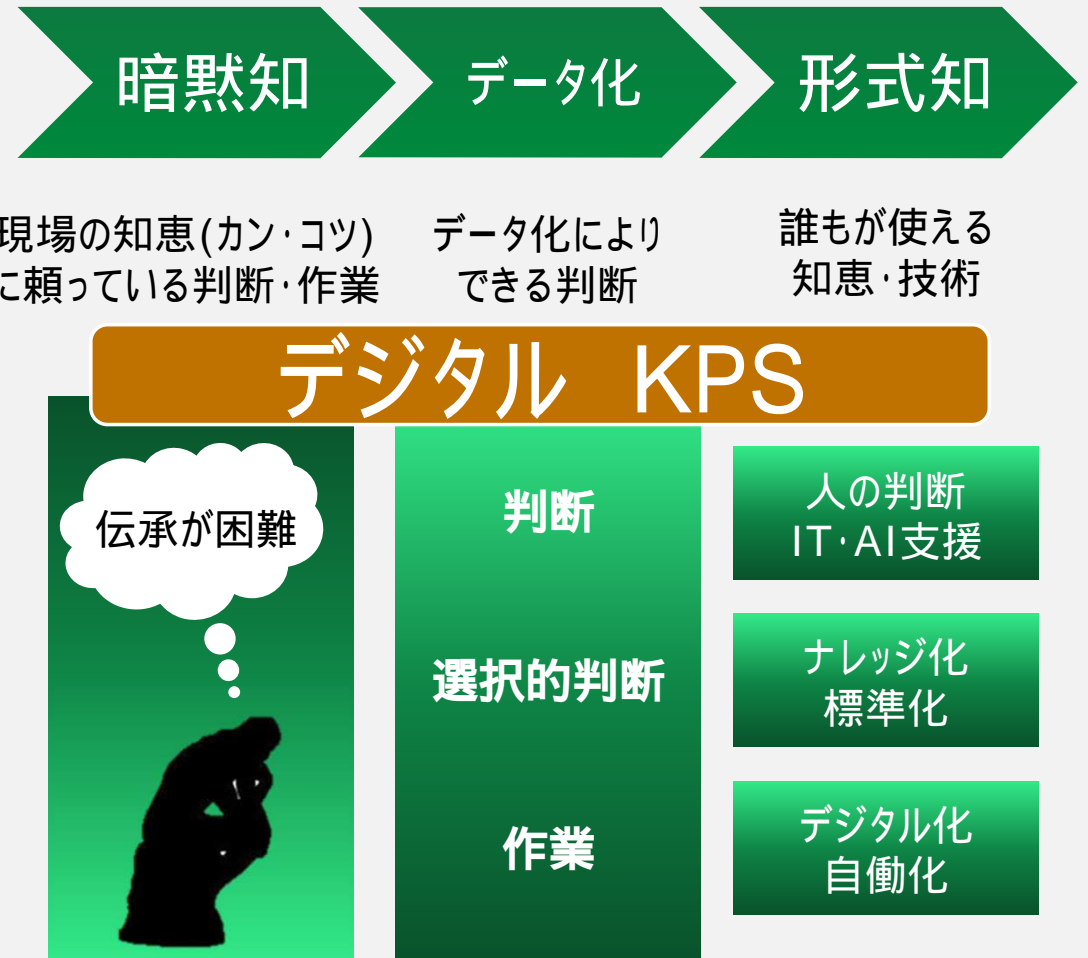 暗黙知
データ化
形式知
現場の知恵(カン・コツ)
に頼っている判断・作業
データ化により
できる判断
誰もが使える
知恵・技術
デジタル KPS
伝承が困難
判断
選択的判断
作業
人の判断
IT・AI支援
ナレッジ化
標準化
デジタル化
自働化